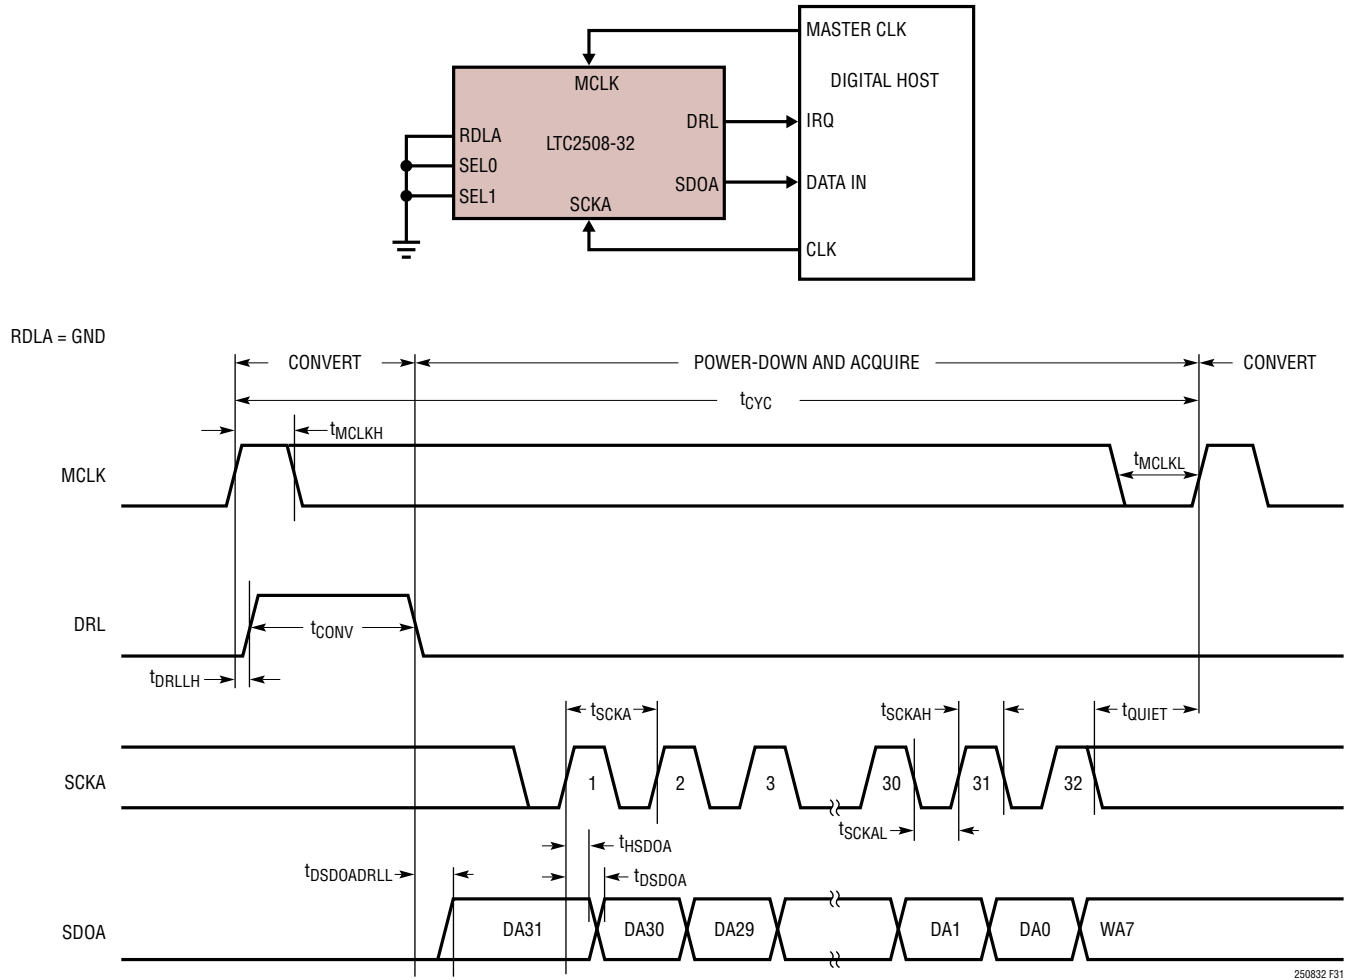 MASTER CLK
MCLK
DIGITAL HOST
DRL
IRQ
RDLA
LTC2508-32
SEL0
SDOA
DATA IN
SEL1
SCKA
CLK
RDLA = GND
CONVERT
POWER-DOWN AND ACQUIRE
CONVERT
tCYC
tMCLKH
tMCLKL
MCLK
DRL
tCONV
tDRLLH
tSCKA
tSCKAH
tQUIET
SCKA
1
2
3
30
31
32
tSCKAL
tHSDOA
tDSDOADRLL
tDSDOA
SDOA
DA31
DA30
DA29
DA1
DA0
WA7
250832 F31